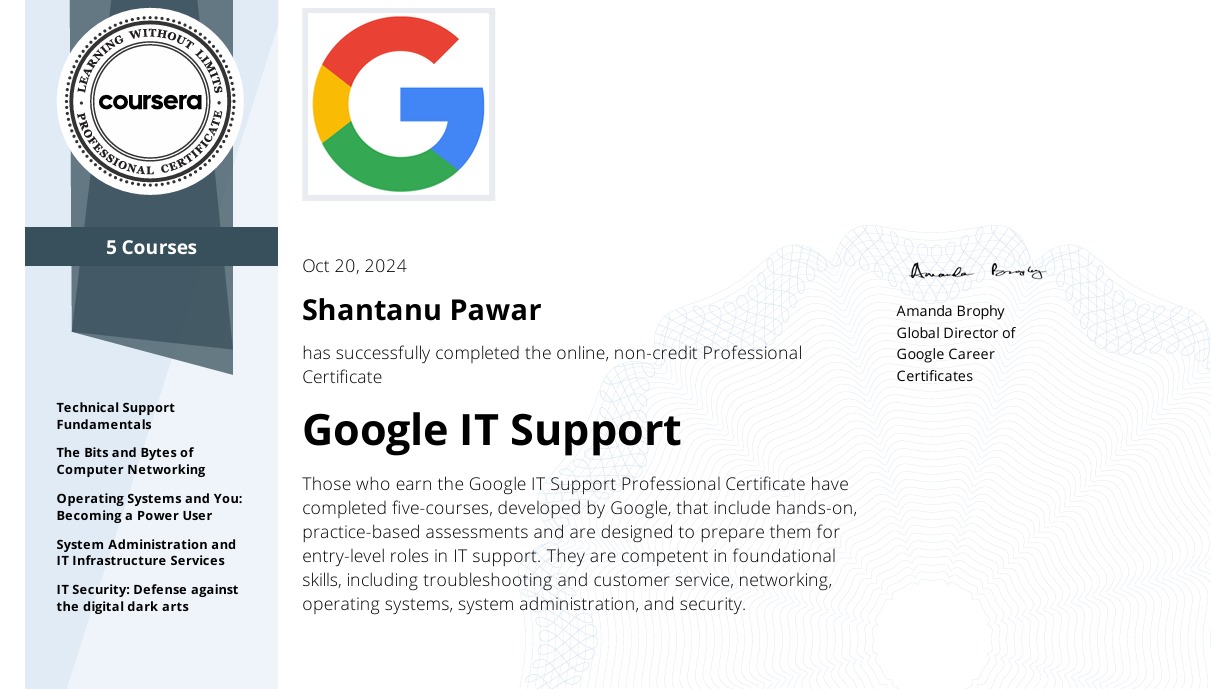 LEARNING WITHOUT LIMITS
coursera
PROFESSIONAL CERTIFICATE
5 Courses
Technical Support
Fundamentals
The Bits and Bytes of
Computer Networking
Operating Systems and You:
Becoming a Power User
System Administration and
IT Infrastructure Services
IT Security: Defense against
the digital dark arts
Oct 20, 2024
Shantanu Pawar
has successfully completed the online, non-credit Professional
Certificate
Google IT Support
Those who earn the Google IT Support Professional Certificate have
completed five-courses, developed by Google, that include hands-on,
practice-based assessments and are designed to prepare them for
entry-level roles in IT support. They are competent in foundational
skills, including troubleshooting and customer service, networking,
operating systems, system administration, and security.
Amanda Brophy
Amanda Brophy
Global Director of
Google Career
Certificates